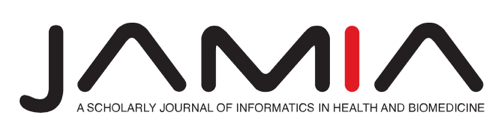 JAMIA
A SCHOLARLY JOURNAL OF INFORMATICS IN HEALTH AND BIOMEDICINE